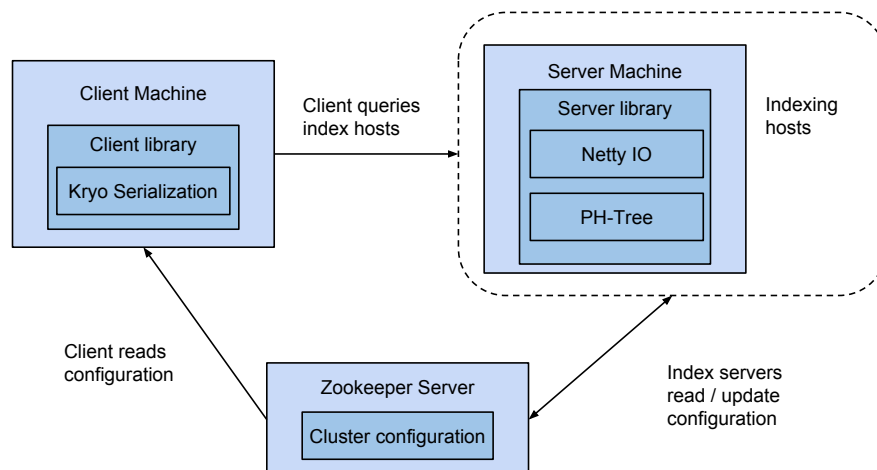 Client Machine
Client library
Kryo Serialization
Client queries
index hosts
Server Machine
Server library
Netty IO
PH-Tree
Indexing
hosts
Client reads
configuration
Zookeeper Server
Cluster configuration
Index servers
read / update
configuration